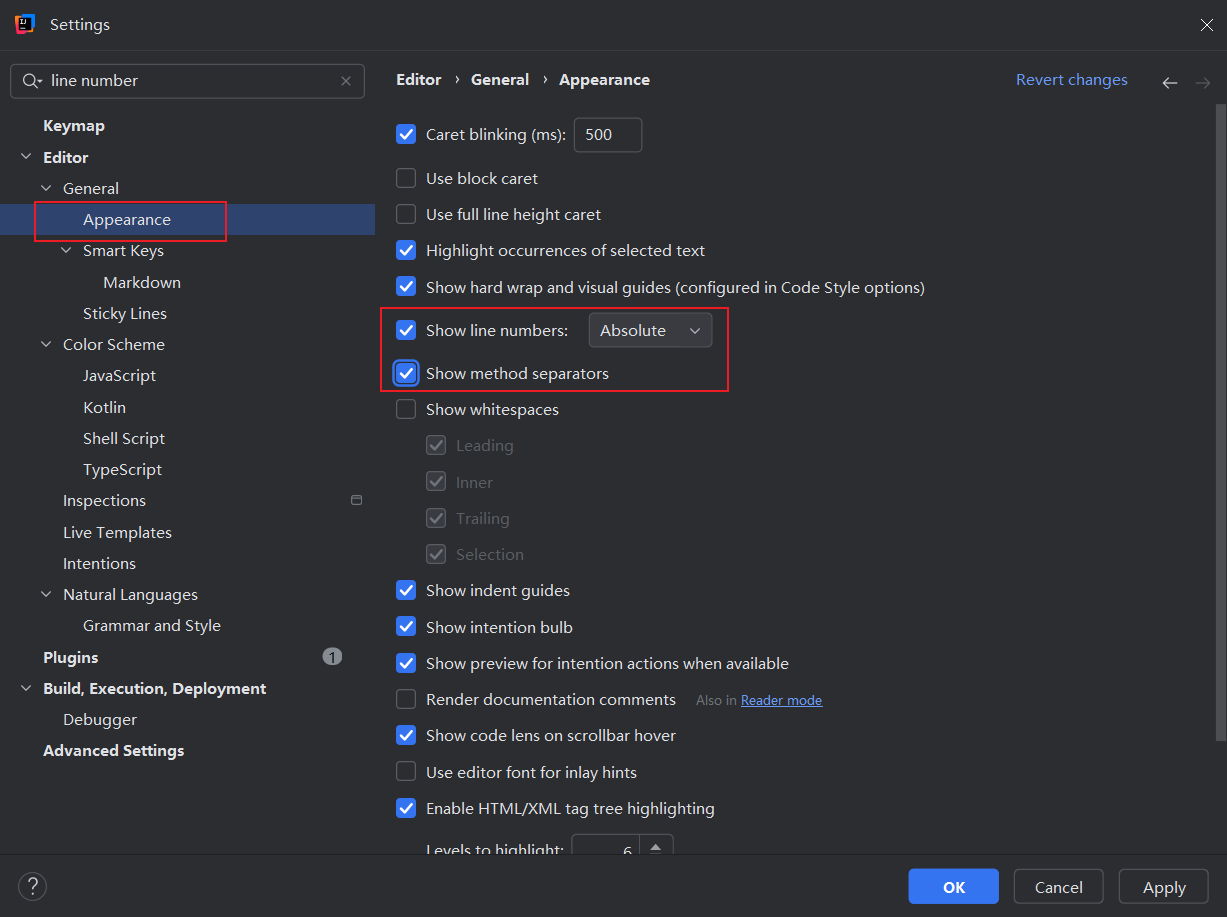 Settings
line number
Editor › General › Appearance
Revert changes
Keymap
Editor
General
Appearance
Smart Keys
Markdown
Sticky Lines
Color Scheme
JavaScript
Kotlin
Shell Script
TypeScript
Inspections
Live Templates
Intentions
Natural Languages
Grammar and Style
Plugins 1
Build, Execution, Deployment
Debugger
Advanced Settings
Caret blinking (ms): 500
Use block caret
Use full line height caret
Highlight occurrences of selected text
Show hard wrap and visual guides (configured in Code Style options)
Show line numbers: Absolute
Show method separators
Show whitespaces
Leading
Inner
Trailing
Selection
Show indent guides
Show intention bulb
Show preview for intention actions when available
Render documentation comments Also in Reader mode
Show code lens on scrollbar hover
Use editor font for inlay hints
Enable HTML/XML tag tree highlighting
Levels to highlight: 6
?
OK
Cancel
Apply